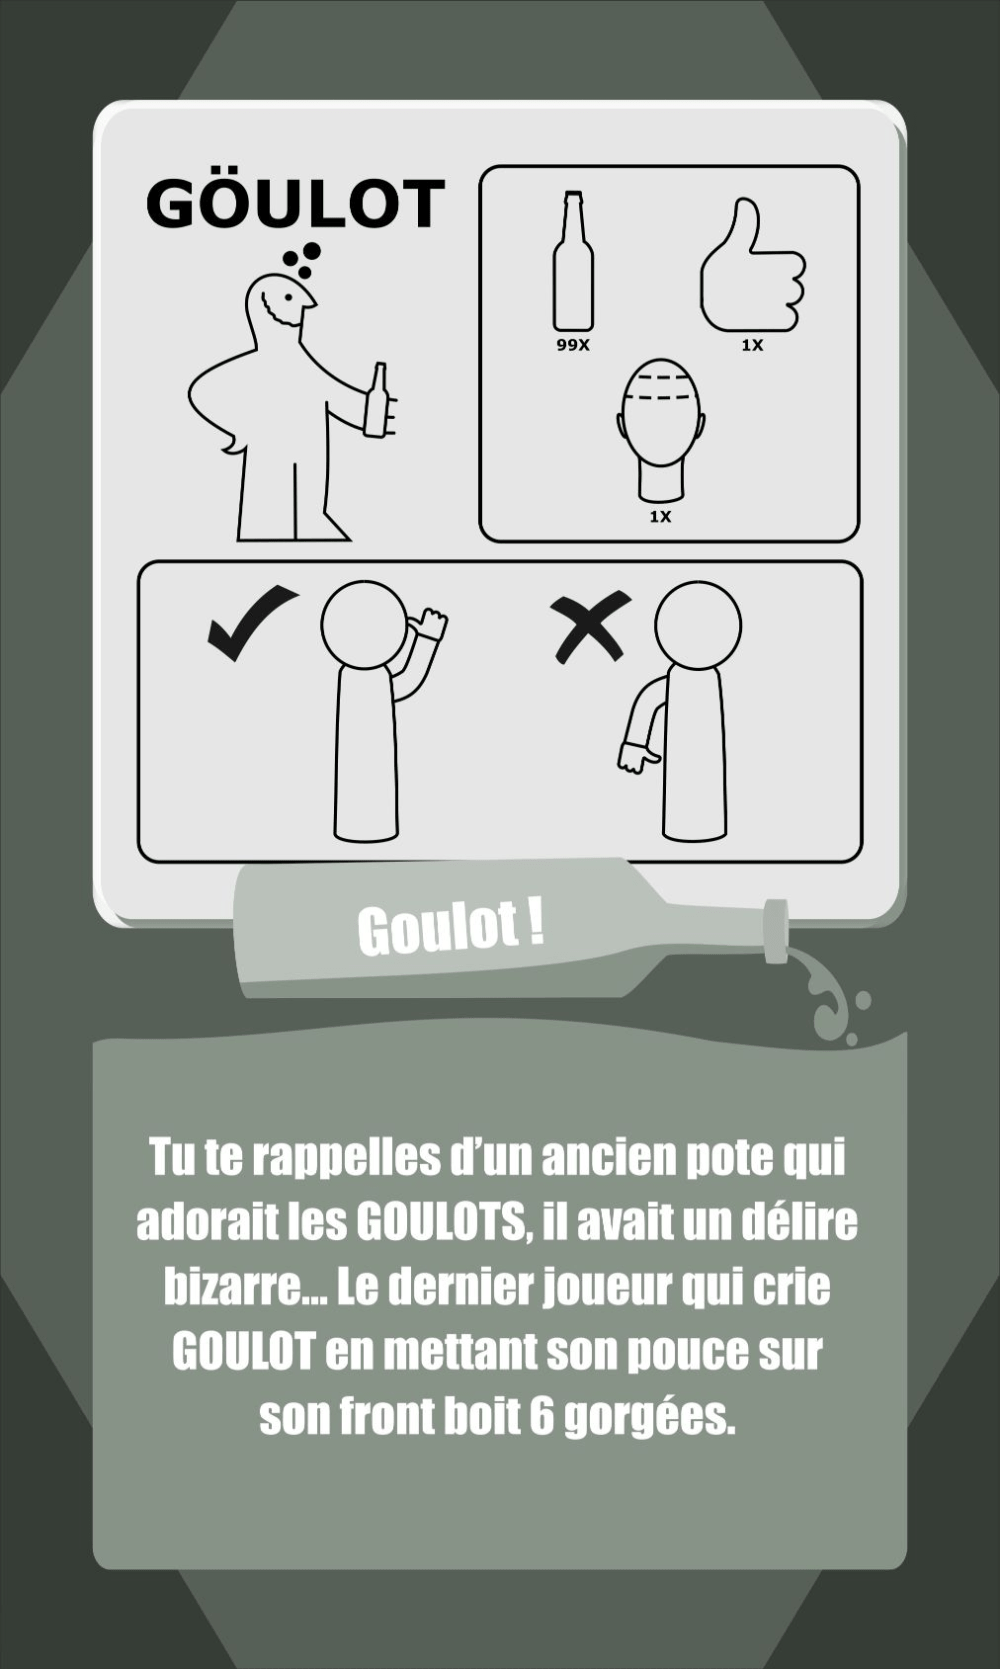 GÖULOT
99X
1X
1X
Goulot !
Tu te rappelles d’un ancien pote qui
adorait les GOULOTS, il avait un délire
bizarre... Le dernier joueur qui crie
GOULOT en mettant son pouce sur
son front boit 6 gorgées.